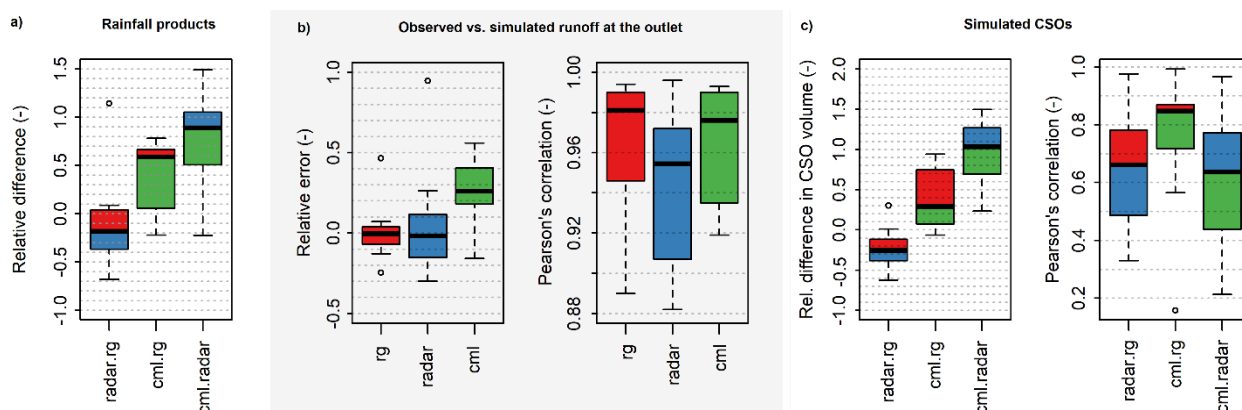 a) Rainfall products
Relative difference (-)
1.5
1.0
0.5
0.0
-0.5
-1.0
radar.rg
cml.rg
cml.radar
b) Observed vs. simulated runoff at the outlet
Relative error (-)
0.5
0.0
-0.5
rg
radar
cml
Pearson's correlation (-)
1.00
0.96
0.92
0.88
rg
radar
cml
c) Simulated CSOs
Rel. difference in CSO volume (-)
2.0
1.5
1.0
0.5
0.0
-0.5
-1.0
radar.rg
cml.rg
cml.radar
Pearson's correlation (-)
1.0
0.8
0.6
0.4
0.2
radar.rg
cml.rg
cml.radar